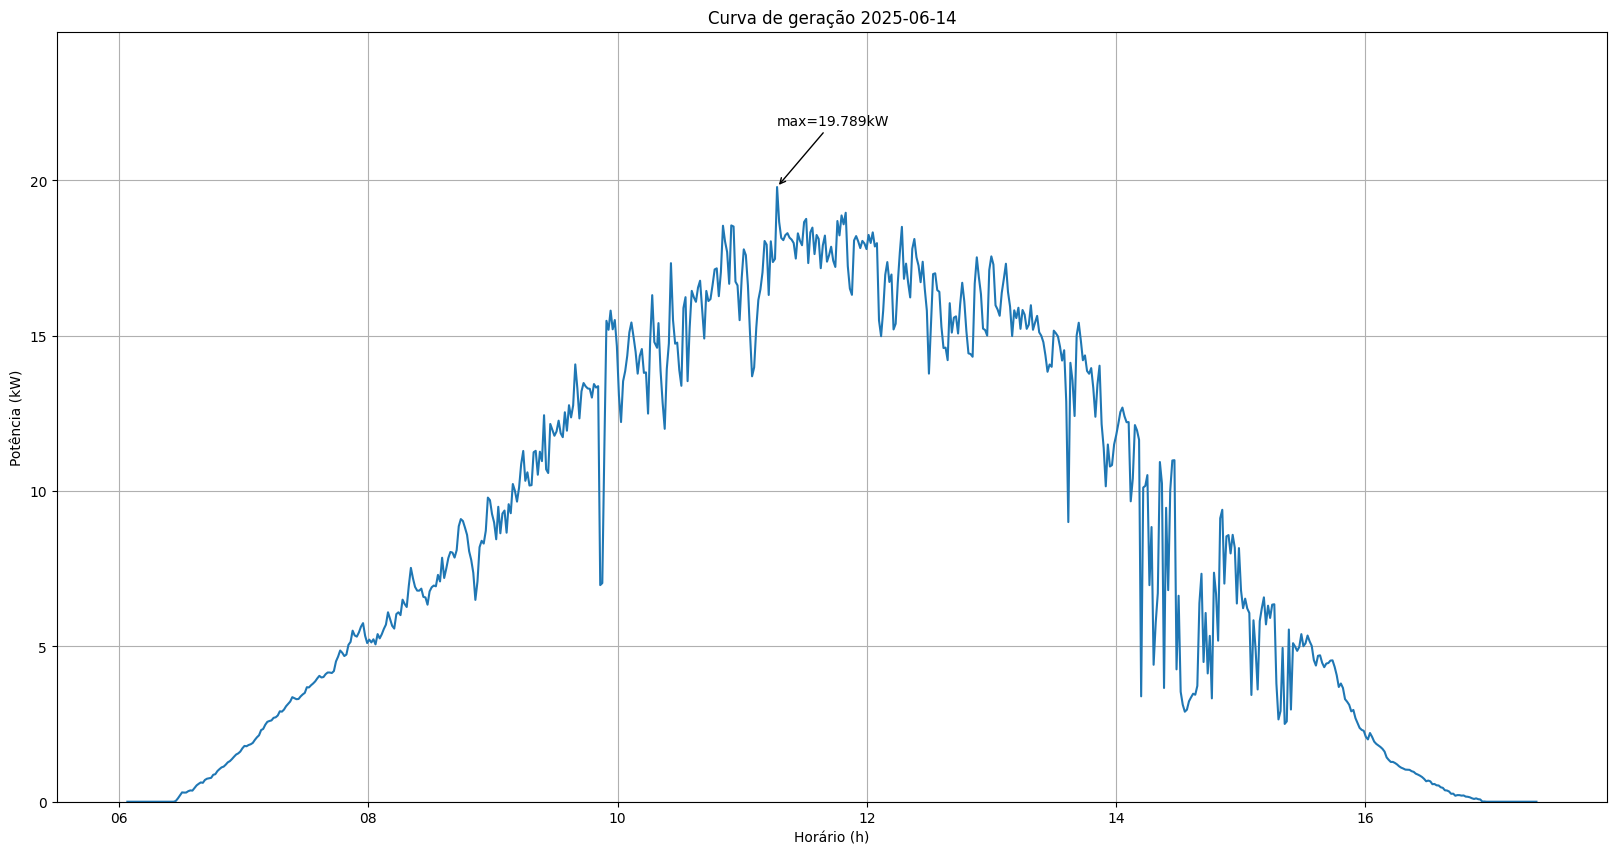 Curva de geração 2025-06-14
max=19.789kW
Potência (kW)
20
15
10
5
0
06 08 10 12 14 16
Horário (h)